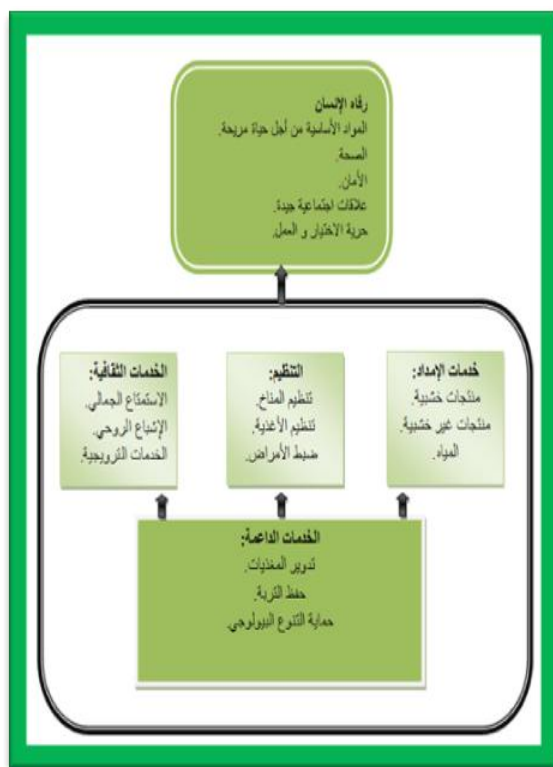 رفاه الإنسان
المواد الأساسية من أجل حياة مريحة.
الصحة.
الأمان.
علاقات اجتماعية جيدة.
حرية الاختيار و العمل.
خدمات الإمداد:
منتجات خشبية.
منتجات غير خشبية.
المياه.
التنظيم:
تنظيم المناخ.
تنظيم الأغذية.
ضبط الأمراض.
الخدمات الثقافية:
الاستمتاع الجمالي.
الإشباع الروحي.
الخدمات الترويجية.
الخدمات الداعمة:
تدوير المغذيات.
حفظ التربة.
حماية التنوع البيولوجي.